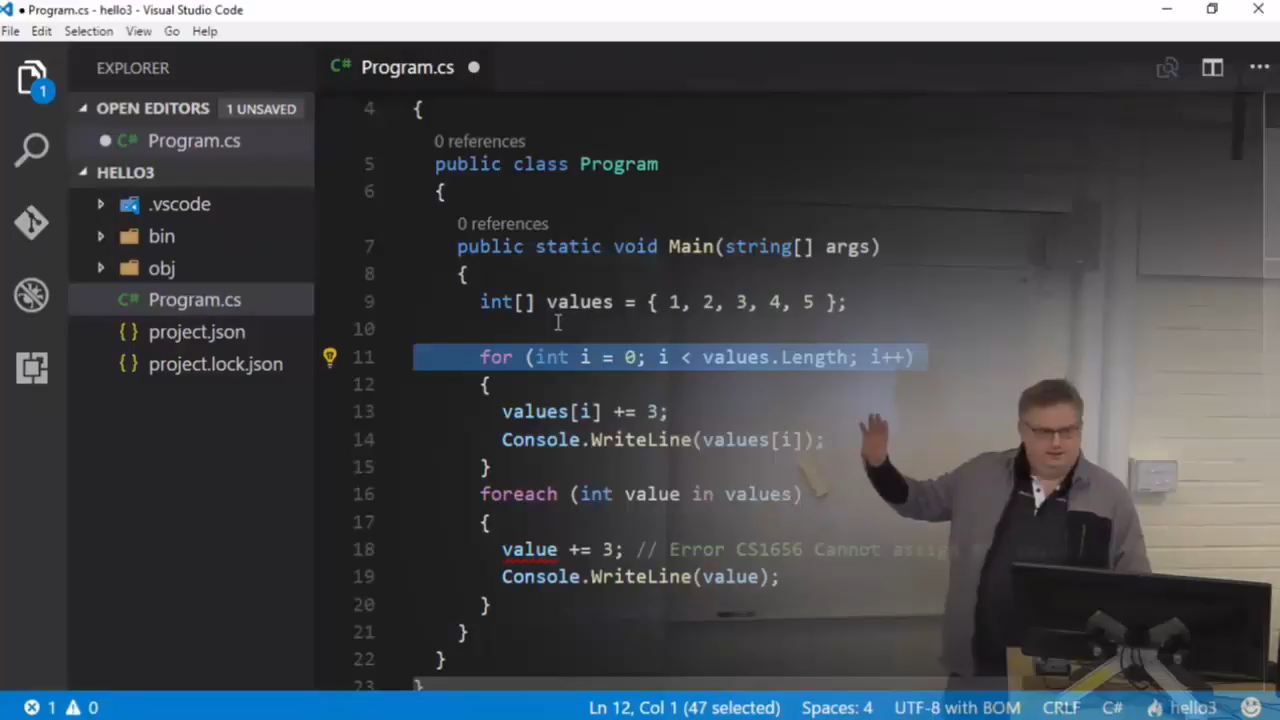 ● Program.cs - hello3 - Visual Studio Code
File Edit Selection View Go Help
EXPLORER
OPEN EDITORS 1 UNSAVED
● C# Program.cs
HELLO3
.vscode
bin
obj
C# Program.cs
{ } project.json
{ } project.lock.json
1
C# Program.cs ●
4 {
0 references
5 public class Program
6 {
0 references
7 public static void Main(string[] args)
8 {
9 int[] values = { 1, 2, 3, 4, 5 };
10
11 for (int i = 0; i < values.Length; i++)
12 {
13 values[i] += 3;
14 Console.WriteLine(values[i]);
15 }
16 foreach (int value in values)
17 {
18 value += 3; // Error CS1656 Cannot assign
19 Console.WriteLine(value);
20 }
21 }
22 }
23 }
1 0 Ln 12, Col 1 (47 selected) Spaces: 4 UTF-8 with BOM CRLF C# hello3